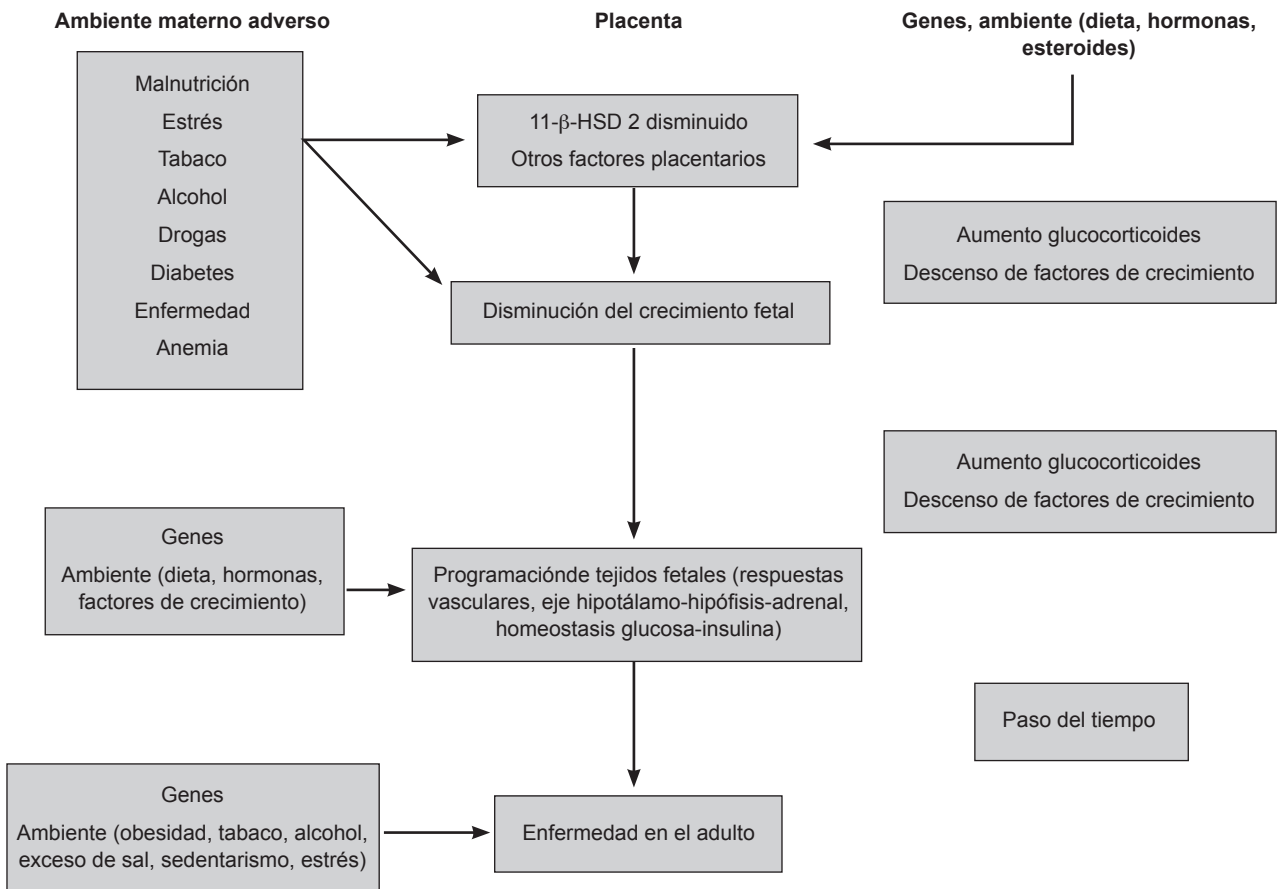 Ambiente materno adverso
Placenta
Genes, ambiente (dieta, hormonas,
esteroides)
Malnutrición
Estrés
Tabaco
Alcohol
Drogas
Diabetes
Enfermedad
Anemia
11-β-HSD 2 disminuido
Otros factores placentarios
Aumento glucocorticoides
Descenso de factores de crecimiento
Disminución del crecimiento fetal
Aumento glucocorticoides
Descenso de factores de crecimiento
Genes
Ambiente (dieta, hormonas,
factores de crecimiento)
Programaciónde tejidos fetales (respuestas
vasculares, eje hipotálamo-hipófisis-adrenal,
homeostasis glucosa-insulina)
Paso del tiempo
Genes
Ambiente (obesidad, tabaco, alcohol,
exceso de sal, sedentarismo, estrés)
Enfermedad en el adulto